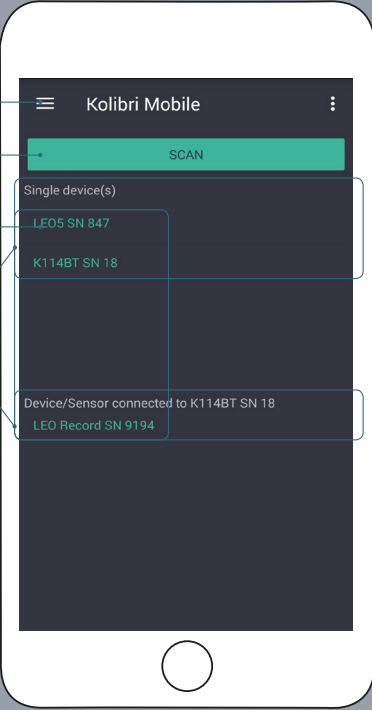 Kolibri Mobile
SCAN
Single device(s)
LEO5 SN 847
K114BT SN 18
Device/Sensor connected to K114BT SN 18
LEO Record SN 9194